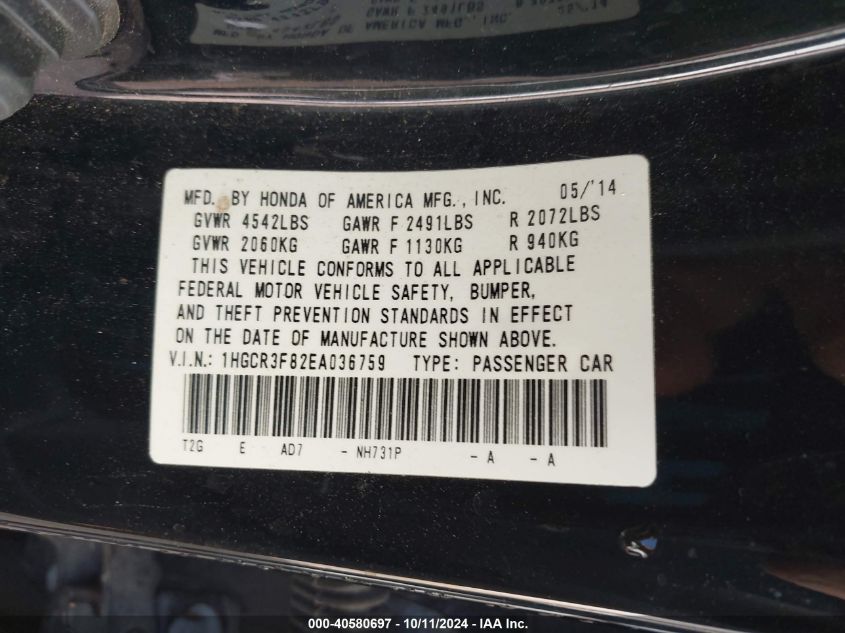 MFD. BY HONDA OF AMERICA MFG., INC. 05/'14
GVWR 4542LBS GAWR F 2491LBS R 2072LBS
GVWR 2060KG GAWR F 1130KG R 940KG
THIS VEHICLE CONFORMS TO ALL APPLICABLE
FEDERAL MOTOR VEHICLE SAFETY, BUMPER,
AND THEFT PREVENTION STANDARDS IN EFFECT
ON THE DATE OF MANUFACTURE SHOWN ABOVE.
V.I.N.: 1HGCR3F82EA036759 TYPE: PASSENGER CAR
T2G E AD7 - NH731P - A - A
000-40580697 - 10/11/2024 - IAA Inc.